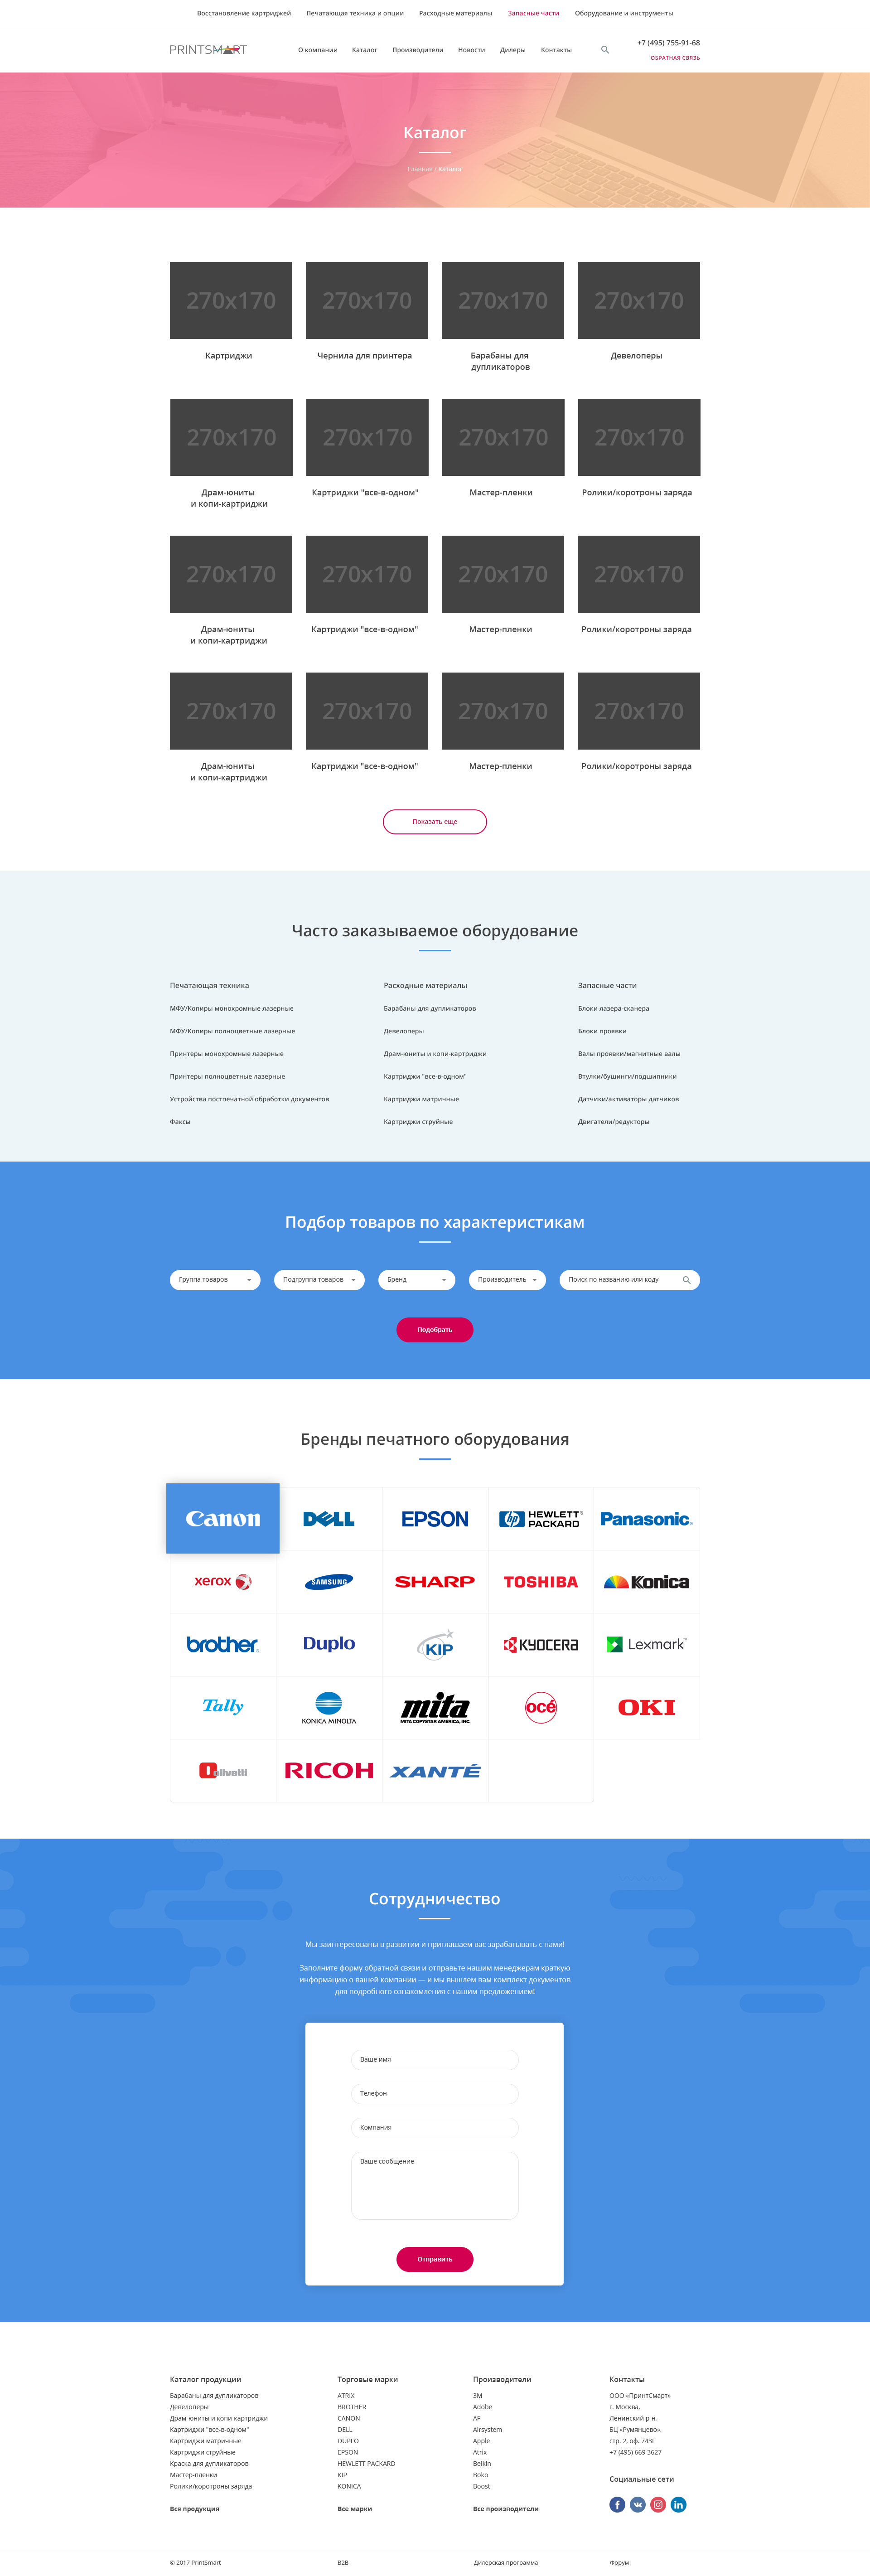 Восстановление картриджей Печатающая техника и опции Расходные материалы Запасные части Оборудование и инструменты
PRINTSMART
О компании Каталог Производители Новости Дилеры Контакты
+7 (495) 755-91-68
ОБРАТНАЯ СВЯЗЬ
Каталог
Главная / Каталог
270x170 270x170 270x170 270x170
Картриджи
Чернила для принтера
Барабаны для
дупликаторов
Девелоперы
270x170 270x170 270x170 270x170
Драм-юниты
и копи-картриджи
Картриджи "все-в-одном"
Мастер-пленки
Ролики/коротроны заряда
270x170 270x170 270x170 270x170
Драм-юниты
и копи-картриджи
Картриджи "все-в-одном"
Мастер-пленки
Ролики/коротроны заряда
270x170 270x170 270x170 270x170
Драм-юниты
и копи-картриджи
Картриджи "все-в-одном"
Мастер-пленки
Ролики/коротроны заряда
Показать еще
Часто заказываемое оборудование
Печатающая техника
МФУ/Копиры монохромные лазерные
МФУ/Копиры полноцветные лазерные
Принтеры монохромные лазерные
Принтеры полноцветные лазерные
Устройства постпечатной обработки документов
Факсы
Расходные материалы
Барабаны для дупликаторов
Девелоперы
Драм-юниты и копи-картриджи
Картриджи "все-в-одном"
Картриджи матричные
Картриджи струйные
Запасные части
Блоки лазера-сканера
Блоки проявки
Валы проявки/магнитные валы
Втулки/бушинги/подшипники
Датчики/активаторы датчиков
Двигатели/редукторы
Подбор товаров по характеристикам
Группа товаров Подгруппа товаров Бренд Производитель Поиск по названию или коду
Подобрать
Бренды печатного оборудования
Canon DELL EPSON hp HEWLETT® PACKARD Panasonic
xerox SAMSUNG SHARP TOSHIBA Konica
brother Duplo KIP KYOCERA Lexmark
Tally KONICA MINOLTA mita MITA COPYSTAR AMERICA, INC. océ OKI
olivetti RICOH XANTÉ
Сотрудничество
Мы заинтересованы в развитии и приглашаем вас зарабатывать с нами!
Заполните форму обратной связи и отправьте нашим менеджерам краткую
информацию о вашей компании — и мы вышлем вам комплект документов
для подробного ознакомления с нашим предложением!
Ваше имя
Телефон
Компания
Ваше сообщение
Отправить
Каталог продукции
Барабаны для дупликаторов
Девелоперы
Драм-юниты и копи-картриджи
Картриджи "все-в-одном"
Картриджи матричные
Картриджи струйные
Краска для дупликаторов
Мастер-пленки
Ролики/коротроны заряда
Вся продукция
Торговые марки
ATRIX
BROTHER
CANON
DELL
DUPLO
EPSON
HEWLETT PACKARD
KIP
KONICA
Все марки
Производители
3M
Adobe
AF
Airsystem
Apple
Atrix
Belkin
Boko
Boost
Все производители
Контакты
ООО «ПринтСмарт»
г. Москва,
Ленинский р-н,
БЦ «Румянцево»,
стр. 2, оф. 743Г
+7 (495) 669 3627
Социальные сети
© 2017 PrintSmart B2B Дилерская программа Форум